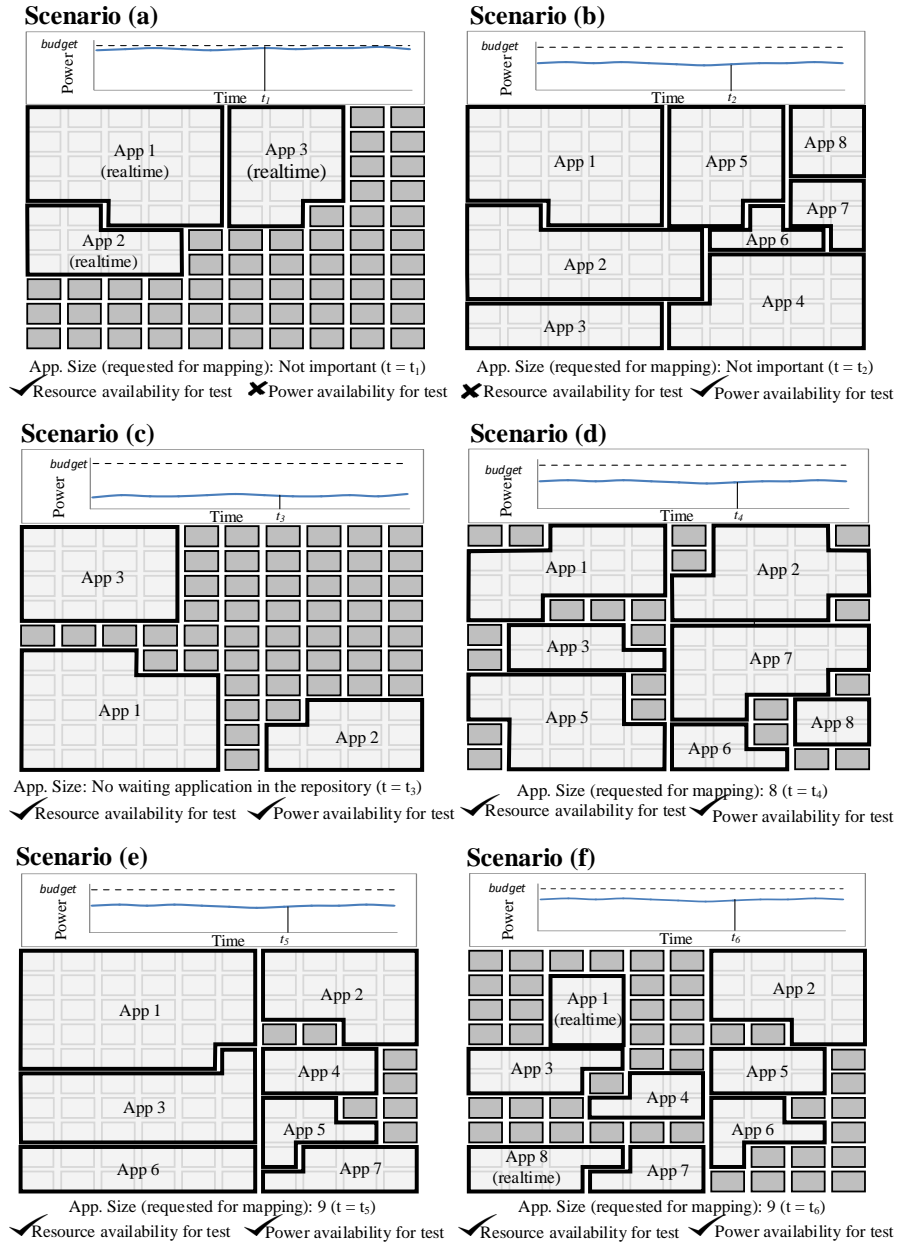 Scenario (a)
budget
Power
Time
t1
App 1
(realtime)
App 3
(realtime)
App 2
(realtime)
App. Size (requested for mapping): Not important (t = t1)
Resource availability for test
Power availability for test
Scenario (b)
budget
Power
Time
t2
App 1
App 5
App 8
App 7
App 6
App 2
App 4
App 3
App. Size (requested for mapping): Not important (t = t2)
Resource availability for test
Power availability for test
Scenario (c)
budget
Power
Time
t3
App 3
App 1
App 2
App. Size: No waiting application in the repository (t = t3)
Resource availability for test
Power availability for test
Scenario (d)
budget
Power
Time
t4
App 1
App 2
App 3
App 7
App 5
App 8
App 6
App. Size (requested for mapping): 8 (t = t4)
Resource availability for test
Power availability for test
Scenario (e)
budget
Power
Time
t5
App 1
App 2
App 4
App 3
App 5
App 6
App 7
App. Size (requested for mapping): 9 (t = t5)
Resource availability for test
Power availability for test
Scenario (f)
budget
Power
Time
t6
App 1
(realtime)
App 2
App 3
App 5
App 4
App 6
App 8
(realtime)
App 7
App. Size (requested for mapping): 9 (t = t6)
Resource availability for test
Power availability for test